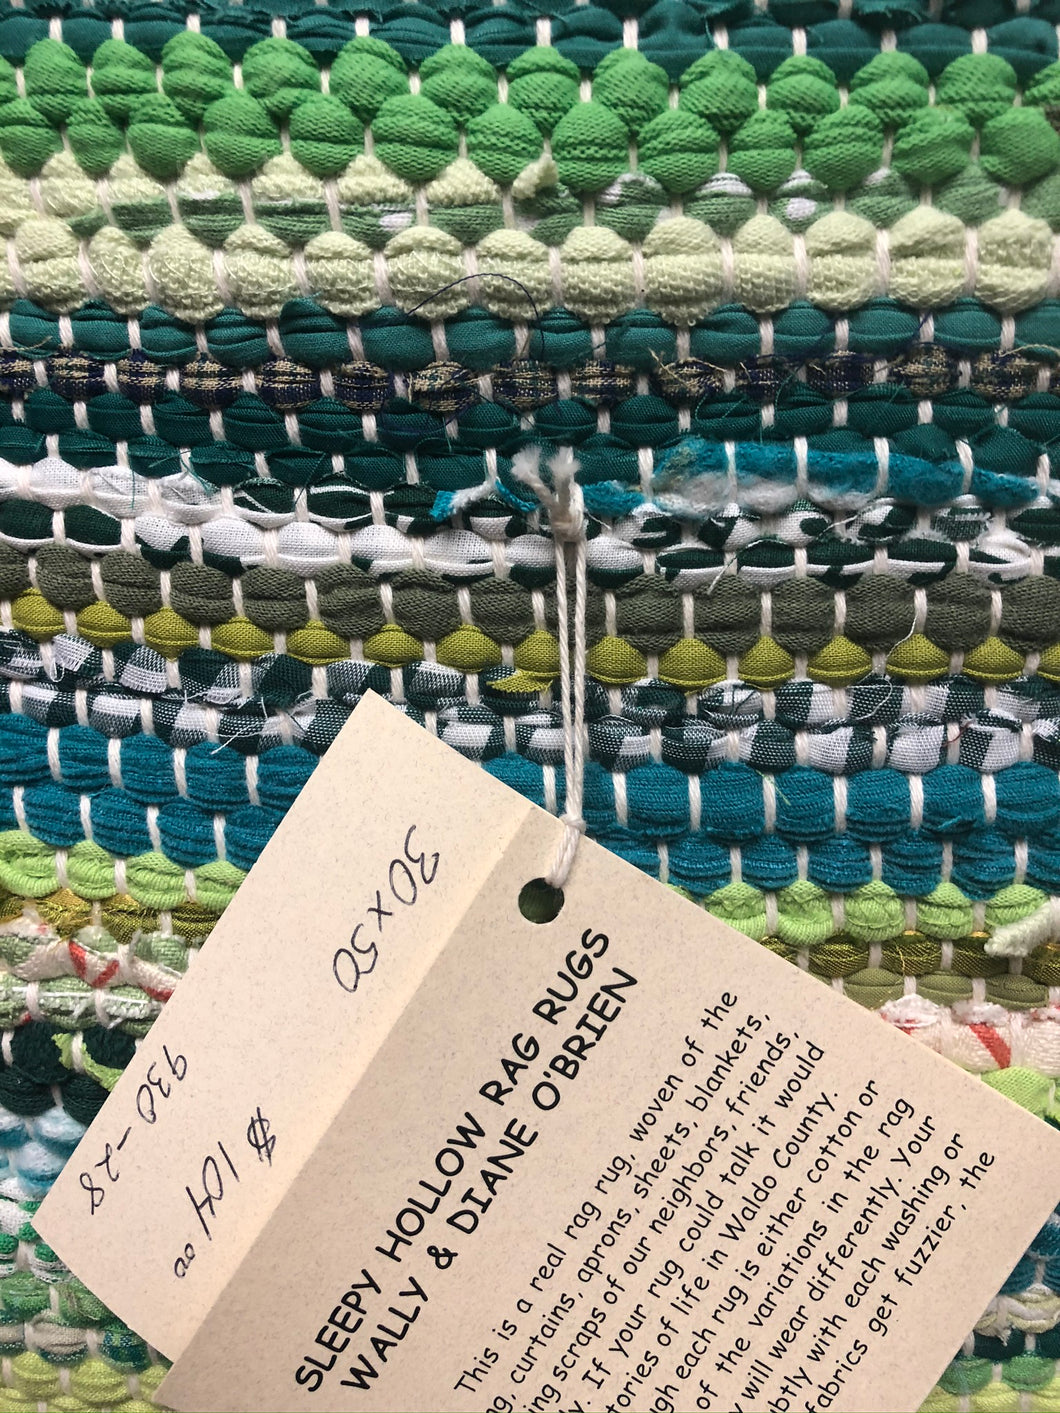 30 x 50
930-28
$ 104.00
SLEEPY HOLLOW RAG RUGS
WALLY & DIANE O'BRIEN
This is a real rag rug, woven of the
curtains, aprons, sheets, blankets,
scraps of our neighbors, friends,
If your rug could talk it would
of life in Waldo County.
each rug is either cotton or
of the variations in the rag
will wear differently. Your
with each washing or
fabrics get fuzzier, the